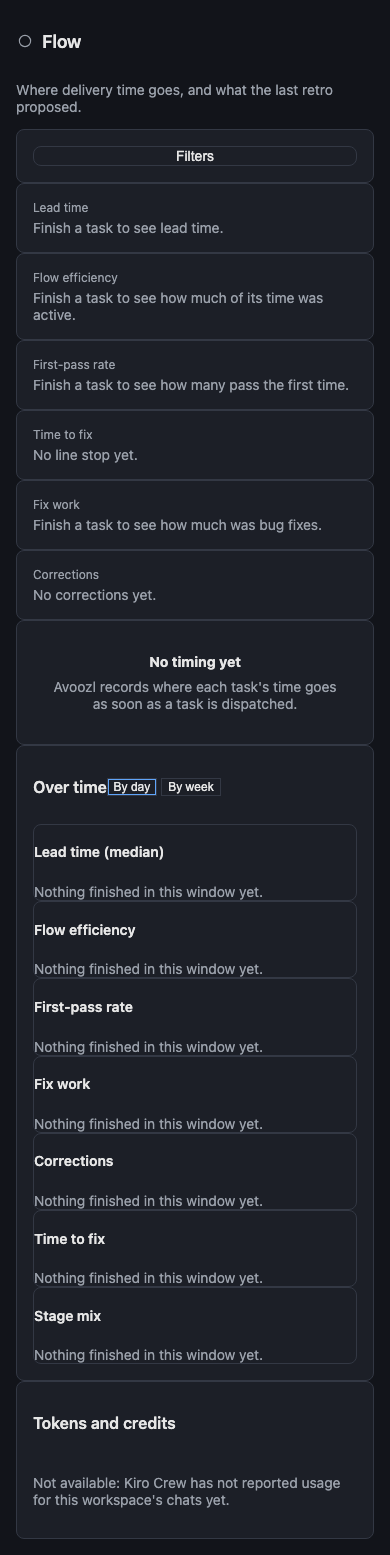 Flow
Where delivery time goes, and what the last retro
proposed.
Filters
Lead time
Finish a task to see lead time.
Flow efficiency
Finish a task to see how much of its time was
active.
First-pass rate
Finish a task to see how many pass the first time.
Time to fix
No line stop yet.
Fix work
Finish a task to see how much was bug fixes.
Corrections
No corrections yet.
No timing yet
Avoozl records where each task's time goes
as soon as a task is dispatched.
Over time By day By week
Lead time (median)
Nothing finished in this window yet.
Flow efficiency
Nothing finished in this window yet.
First-pass rate
Nothing finished in this window yet.
Fix work
Nothing finished in this window yet.
Corrections
Nothing finished in this window yet.
Time to fix
Nothing finished in this window yet.
Stage mix
Nothing finished in this window yet.
Tokens and credits
Not available: Kiro Crew has not reported usage
for this workspace's chats yet.